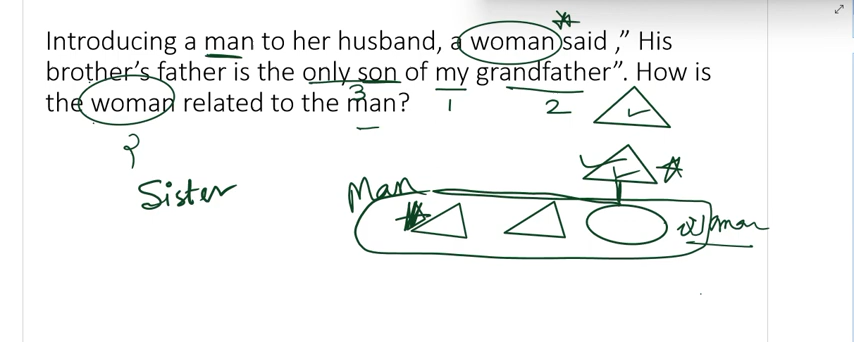 Introducing a man to her husband, a woman said ," His
brother's father is the only son of my grandfather". How is
the woman related to the man?
3
1
2
?
Sister
Man
Woman